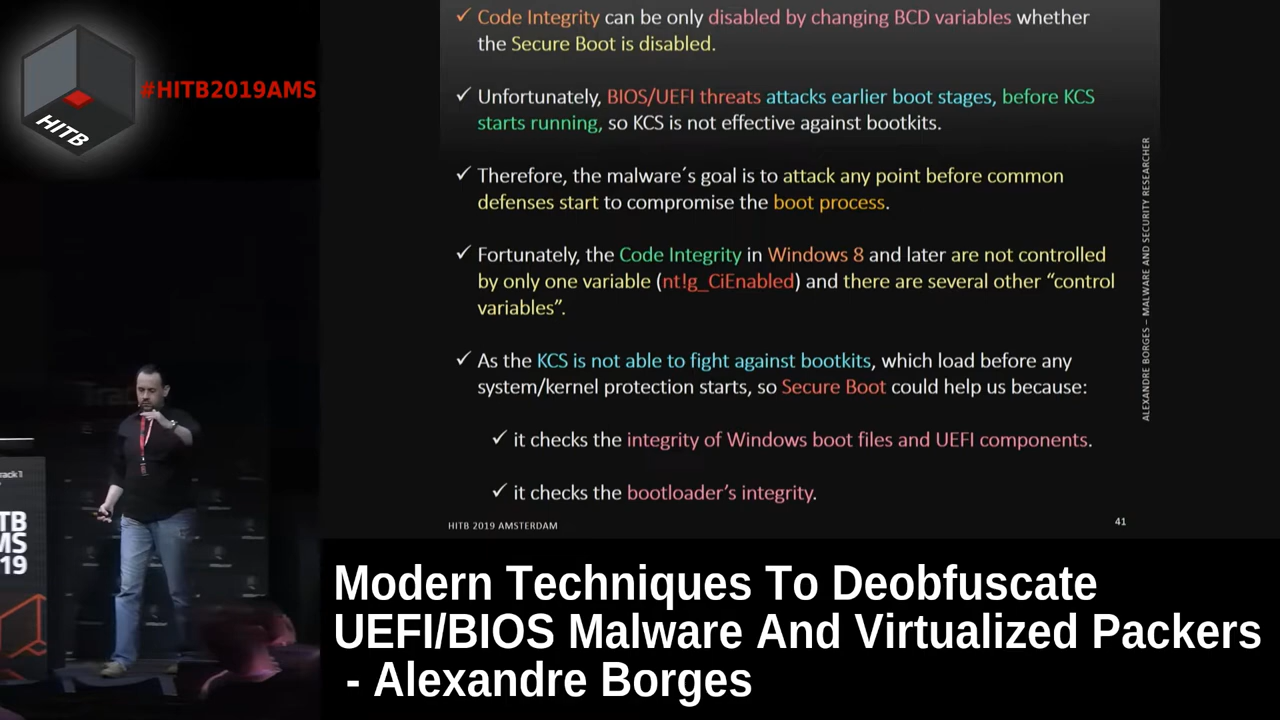 ✓ Code Integrity can be only disabled by changing BCD variables whether
the Secure Boot is disabled.
✓ Unfortunately, BIOS/UEFI threats attacks earlier boot stages, before KCS
starts running, so KCS is not effective against bootkits.
✓ Therefore, the malware´s goal is to attack any point before common
defenses start to compromise the boot process.
✓ Fortunately, the Code Integrity in Windows 8 and later are not controlled
by only one variable (nt!g_CiEnabled) and there are several other “control
variables”.
✓ As the KCS is not able to fight against bootkits, which load before any
system/kernel protection starts, so Secure Boot could help us because:
✓ it checks the integrity of Windows boot files and UEFI components.
✓ it checks the bootloader’s integrity.
HITB 2019 AMSTERDAM
41
ALEXANDRE BORGES – MALWARE AND SECURITY RESEARCHER
#HITB2019AMS
HITB
rack 1
TB
MS
19
Modern Techniques To Deobfuscate
UEFI/BIOS Malware And Virtualized Packers
- Alexandre Borges